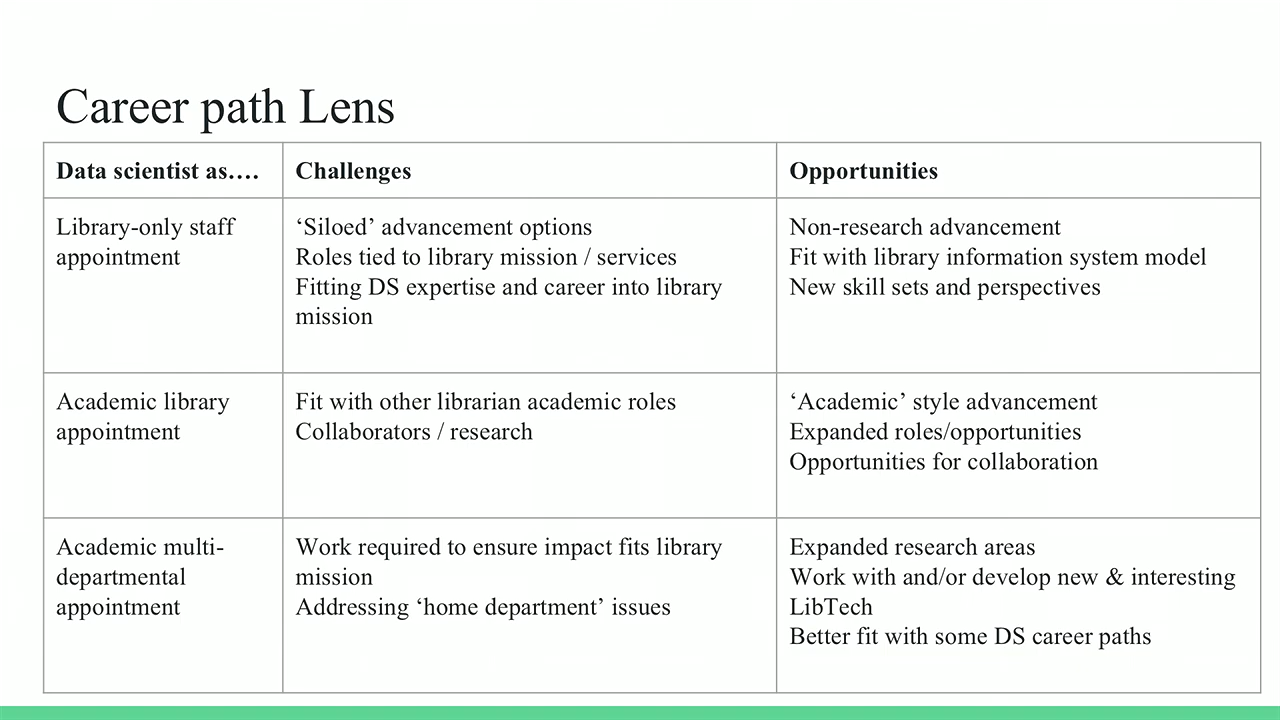 Career path Lens
Data scientist as….
Challenges
Opportunities
Library-only staff
appointment
‘Siloed’ advancement options
Roles tied to library mission / services
Fitting DS expertise and career into library
mission
Non-research advancement
Fit with library information system model
New skill sets and perspectives
Academic library
appointment
Fit with other librarian academic roles
Collaborators / research
‘Academic’ style advancement
Expanded roles/opportunities
Opportunities for collaboration
Academic multi-
departmental
appointment
Work required to ensure impact fits library
mission
Addressing ‘home department’ issues
Expanded research areas
Work with and/or develop new & interesting
LibTech
Better fit with some DS career paths